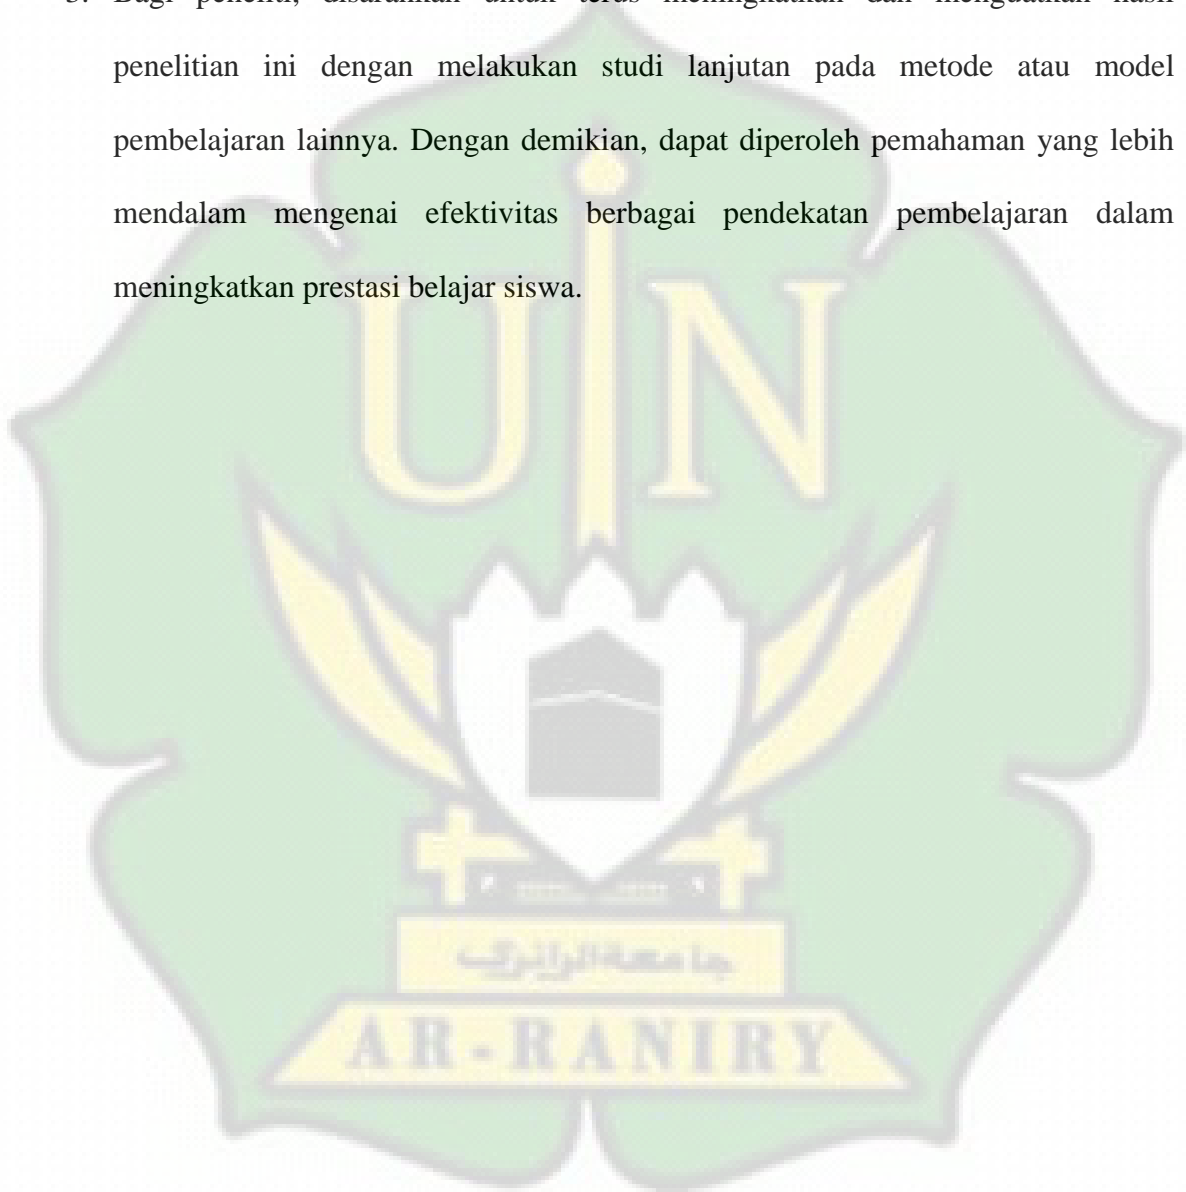 Bagi peneliti, disarankan untuk terus meningkatkan dan menguatkan hasil
penelitian ini dengan melakukan studi lanjutan pada metode atau model
pembelajaran lainnya. Dengan demikian, dapat diperoleh pemahaman yang lebih
mendalam mengenai efektivitas berbagai pendekatan pembelajaran dalam
meningkatkan prestasi belajar siswa.
UIN
جامعة الرانري
AR-RANIRY